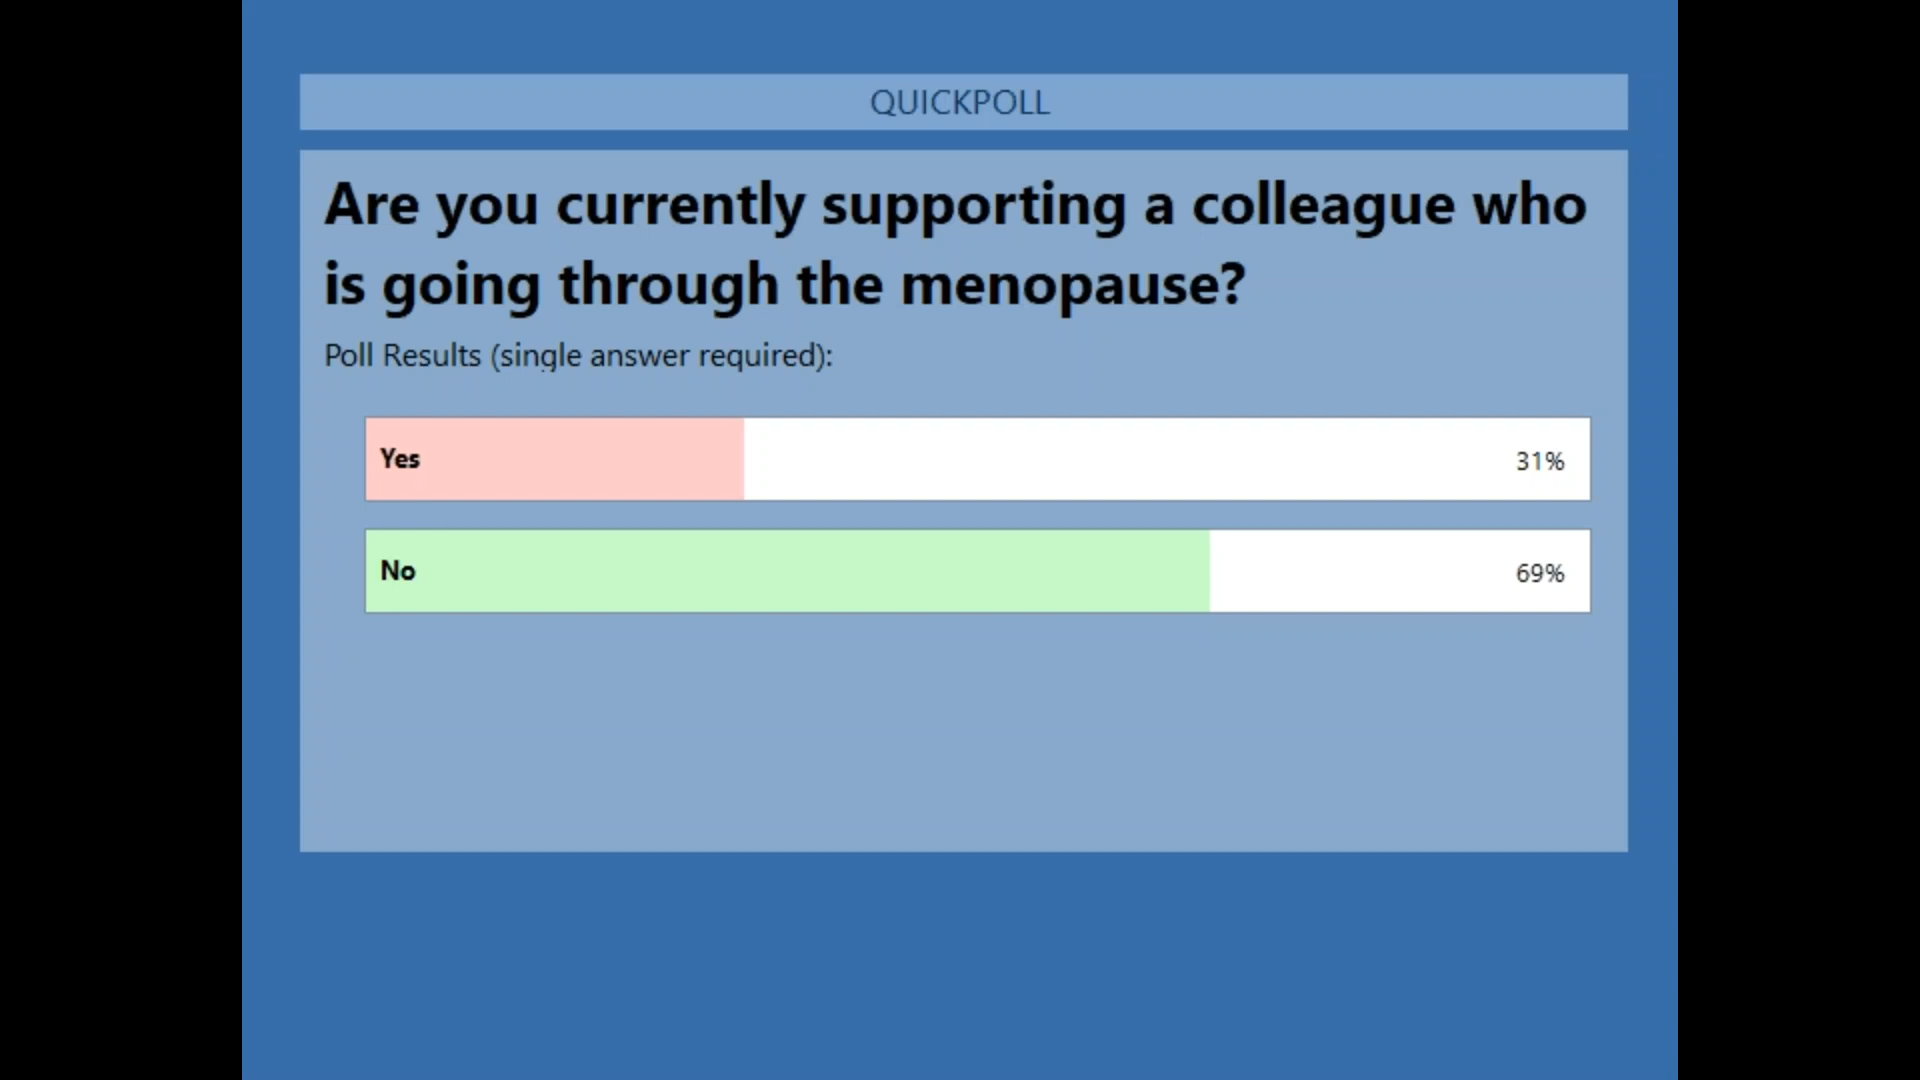 QUICKPOLL
Are you currently supporting a colleague who
is going through the menopause?
Poll Results (single answer required):
Yes 31%
No 69%